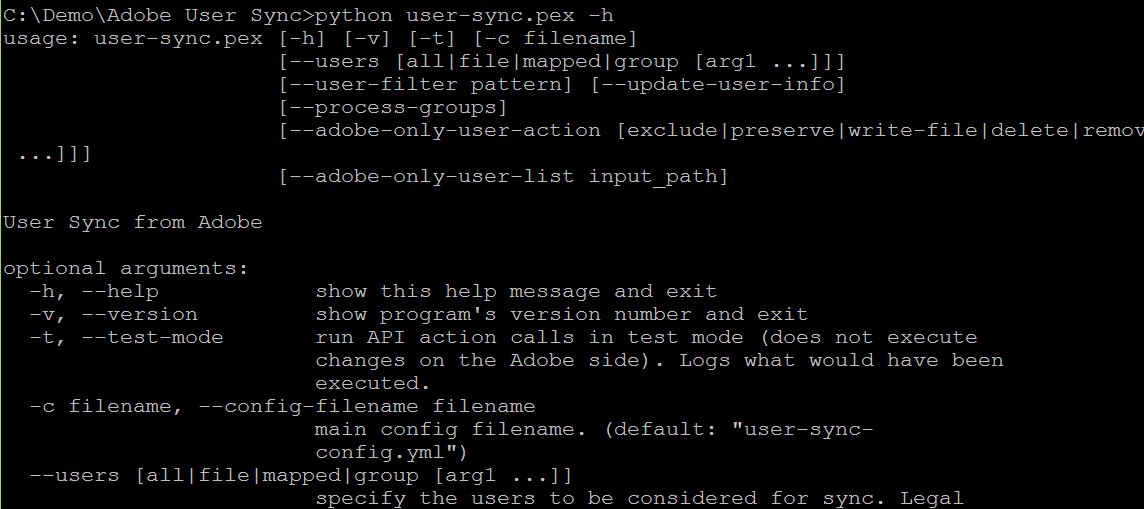 C:\Demo\Adobe User Sync>python user-sync.pex -h
usage: user-sync.pex [-h] [-v] [-t] [-c filename]
[--users [all|file|mapped|group [arg1 ...]]]
[--user-filter pattern] [--update-user-info]
[--process-groups]
[--adobe-only-user-action [exclude|preserve|write-file|delete|remov
...]]]
[--adobe-only-user-list input_path]
User Sync from Adobe
optional arguments:
-h, --help show this help message and exit
-v, --version show program's version number and exit
-t, --test-mode run API action calls in test mode (does not execute
changes on the Adobe side). Logs what would have been
executed.
-c filename, --config-filename filename
main config filename. (default: "user-sync-
config.yml")
--users [all|file|mapped|group [arg1 ...]]
specify the users to be considered for sync. Legal